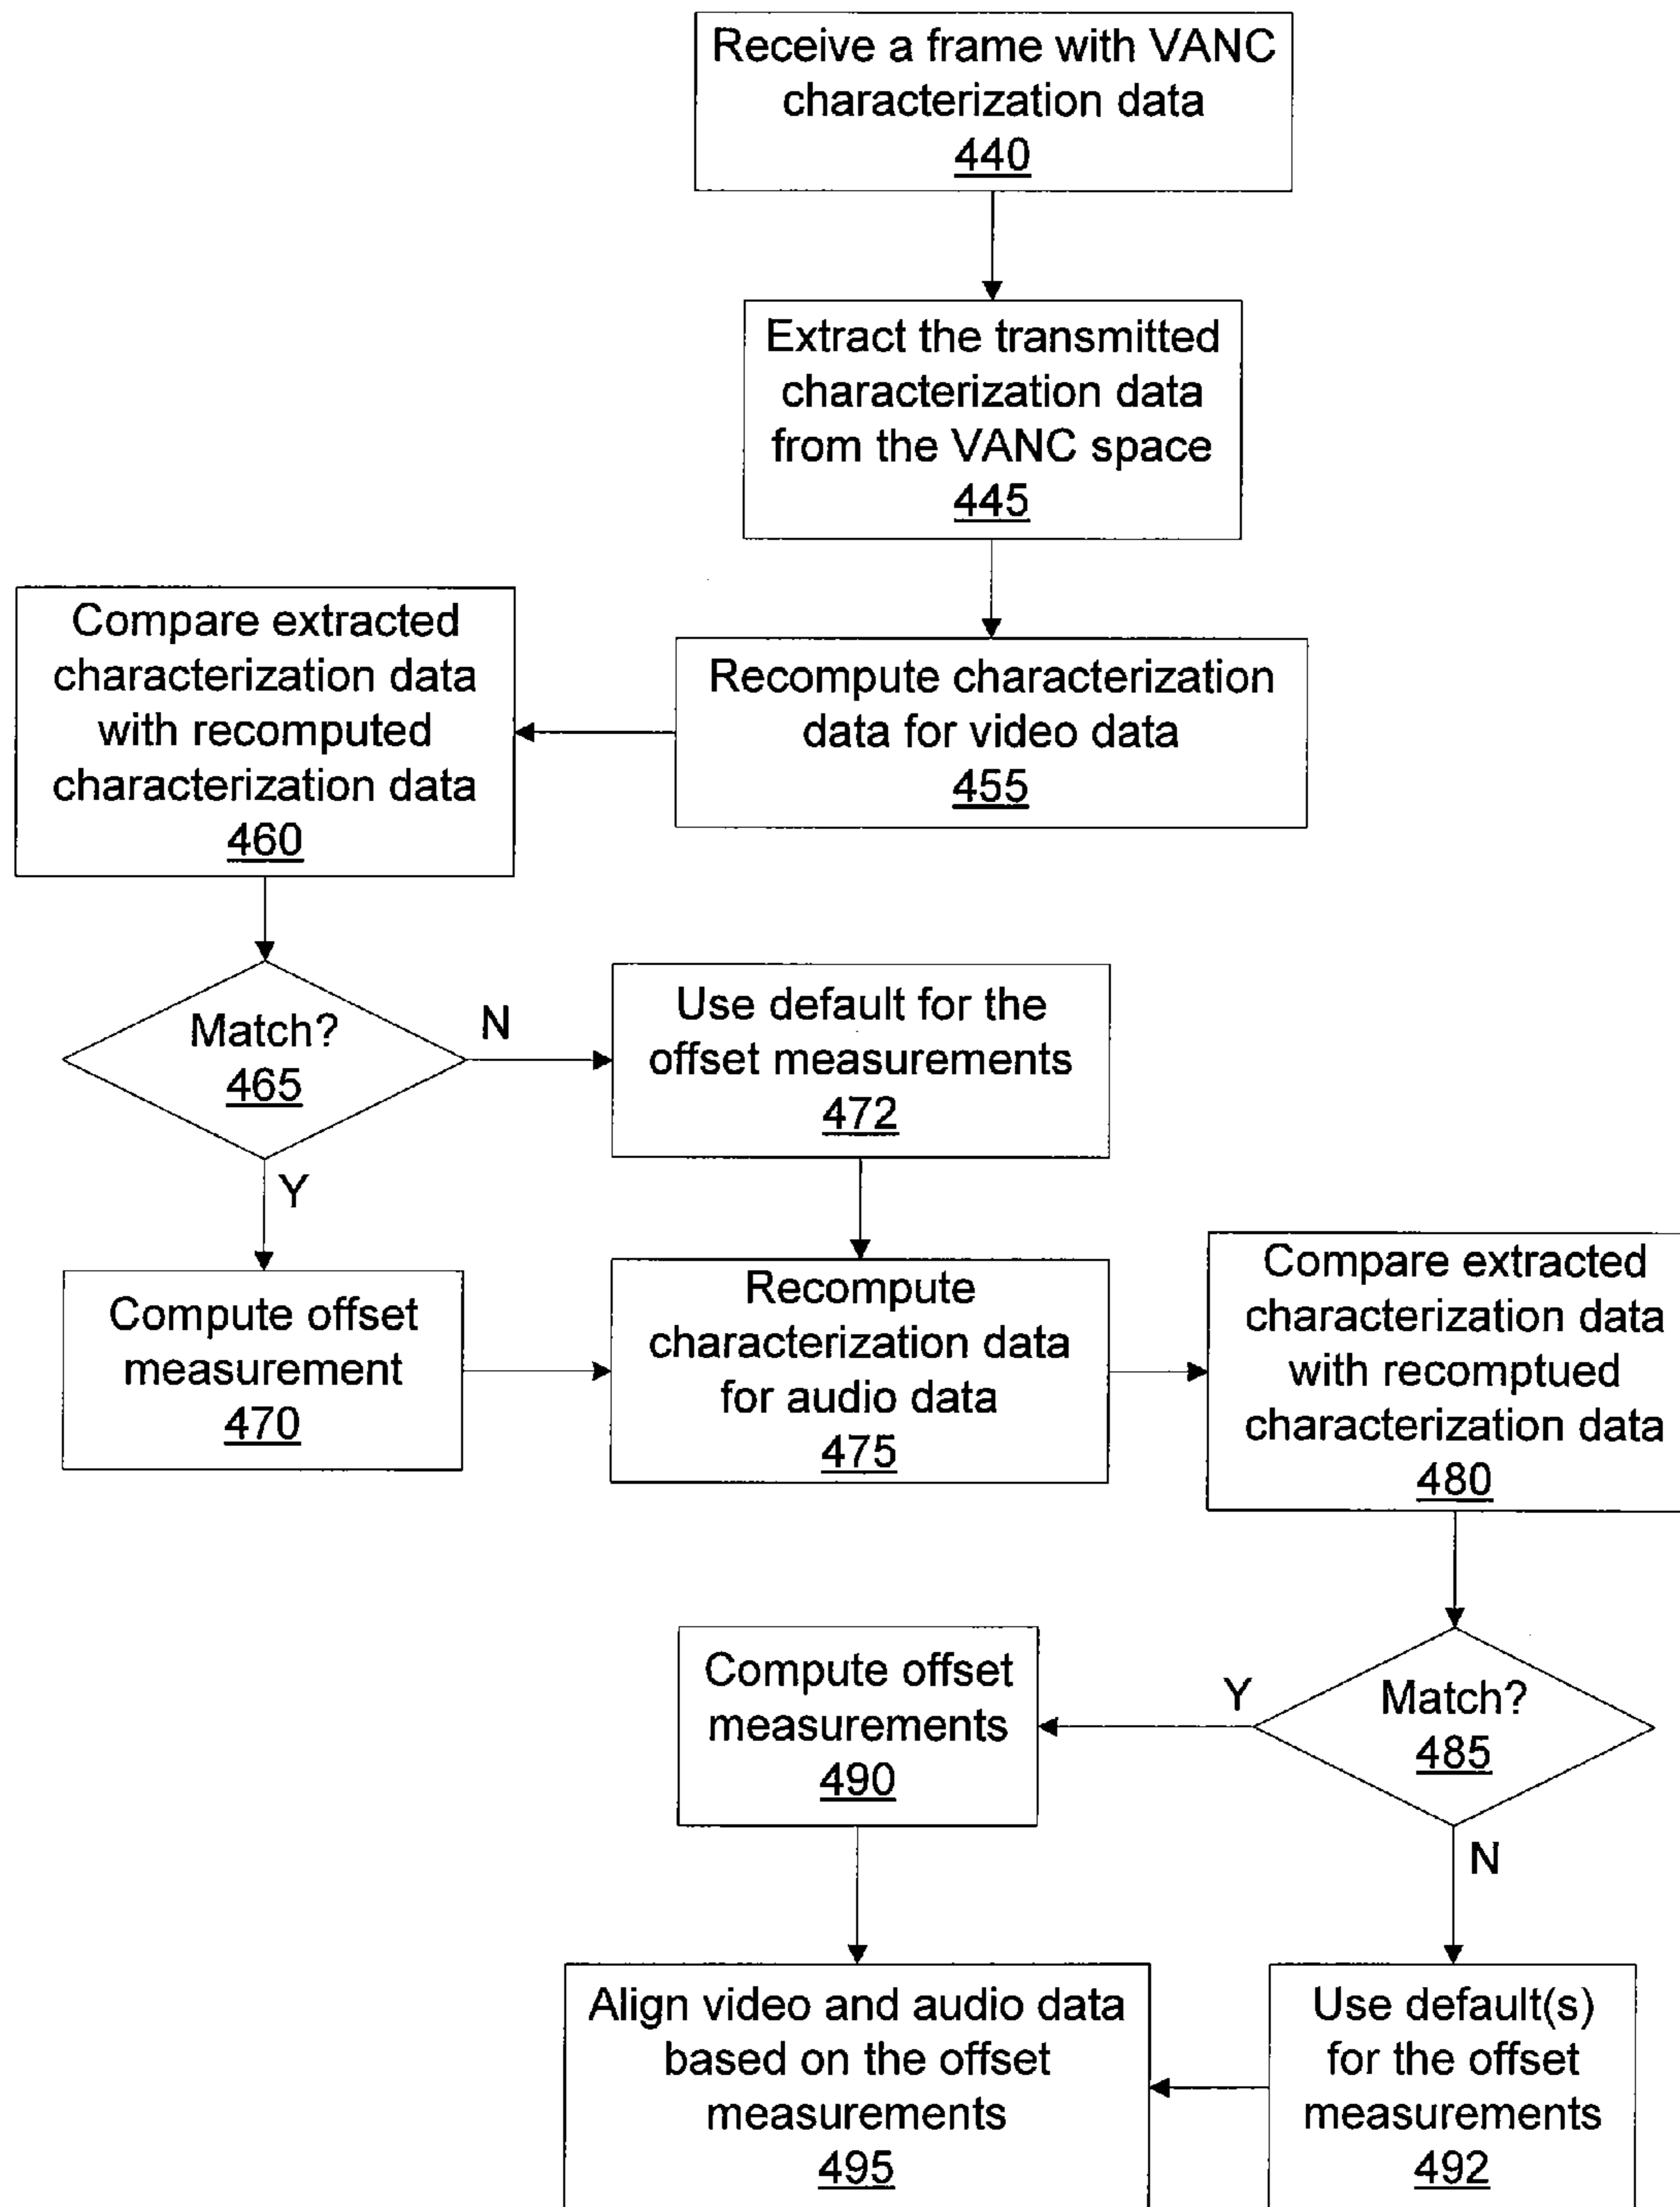 Receive a frame with VANC
characterization data
440
Extract the transmitted
characterization data
from the VANC space
445
Recompute characterization
data for video data
455
Compare extracted
characterization data
with recomputed
characterization data
460
Match?
465
N
Y
Use default for the
offset measurements
472
Compute offset
measurement
470
Recompute
characterization data
for audio data
475
Compare extracted
characterization data
with recomptued
characterization data
480
Match?
485
Y
N
Compute offset
measurements
490
Use default(s)
for the offset
measurements
492
Align video and audio data
based on the offset
measurements
495